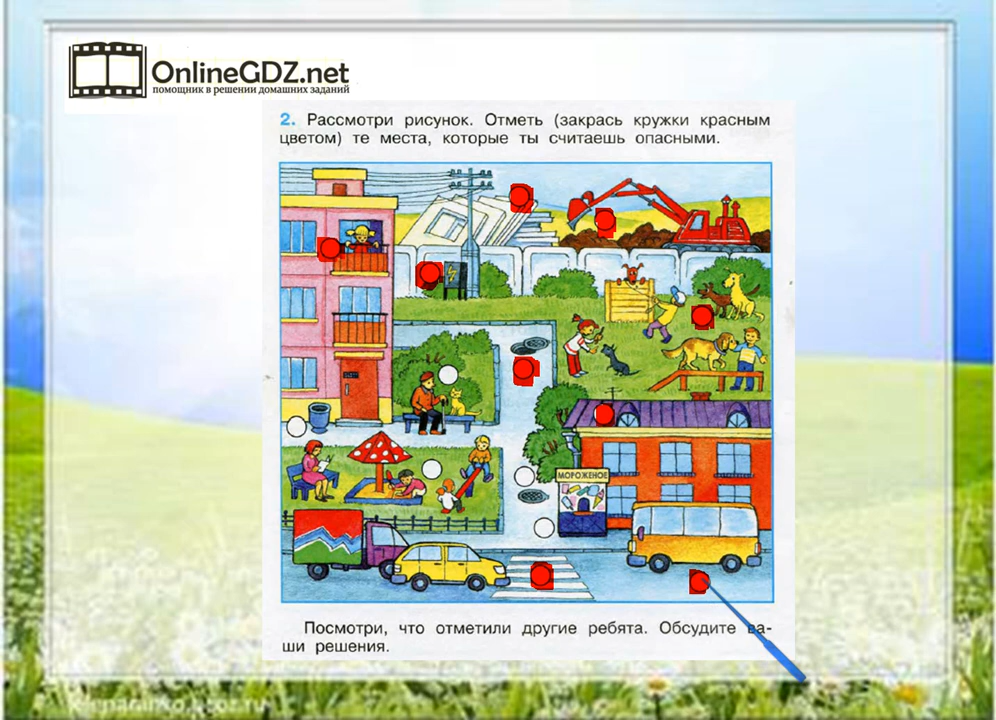 OnlineGDZ.net
помощник в решении домашних заданий
2. Рассмотри рисунок. Отметь (закрась кружки красным
цветом) те места, которые ты считаешь опасными.
МОРОЖЕНОЕ
Посмотри, что отметили другие ребята. Обсудите ва-
ши решения.